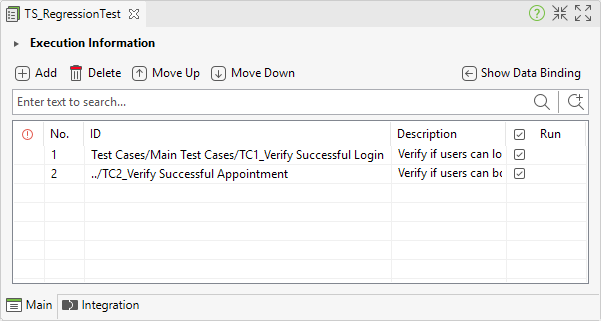 TS_RegressionTest
Execution Information
Add Delete Move Up Move Down Show Data Binding
Enter text to search...
No. ID Description Run
1 Test Cases/Main Test Cases/TC1_Verify Successful Login Verify if users can lo
2 ../TC2_Verify Successful Appointment Verify if users can bo
Main Integration